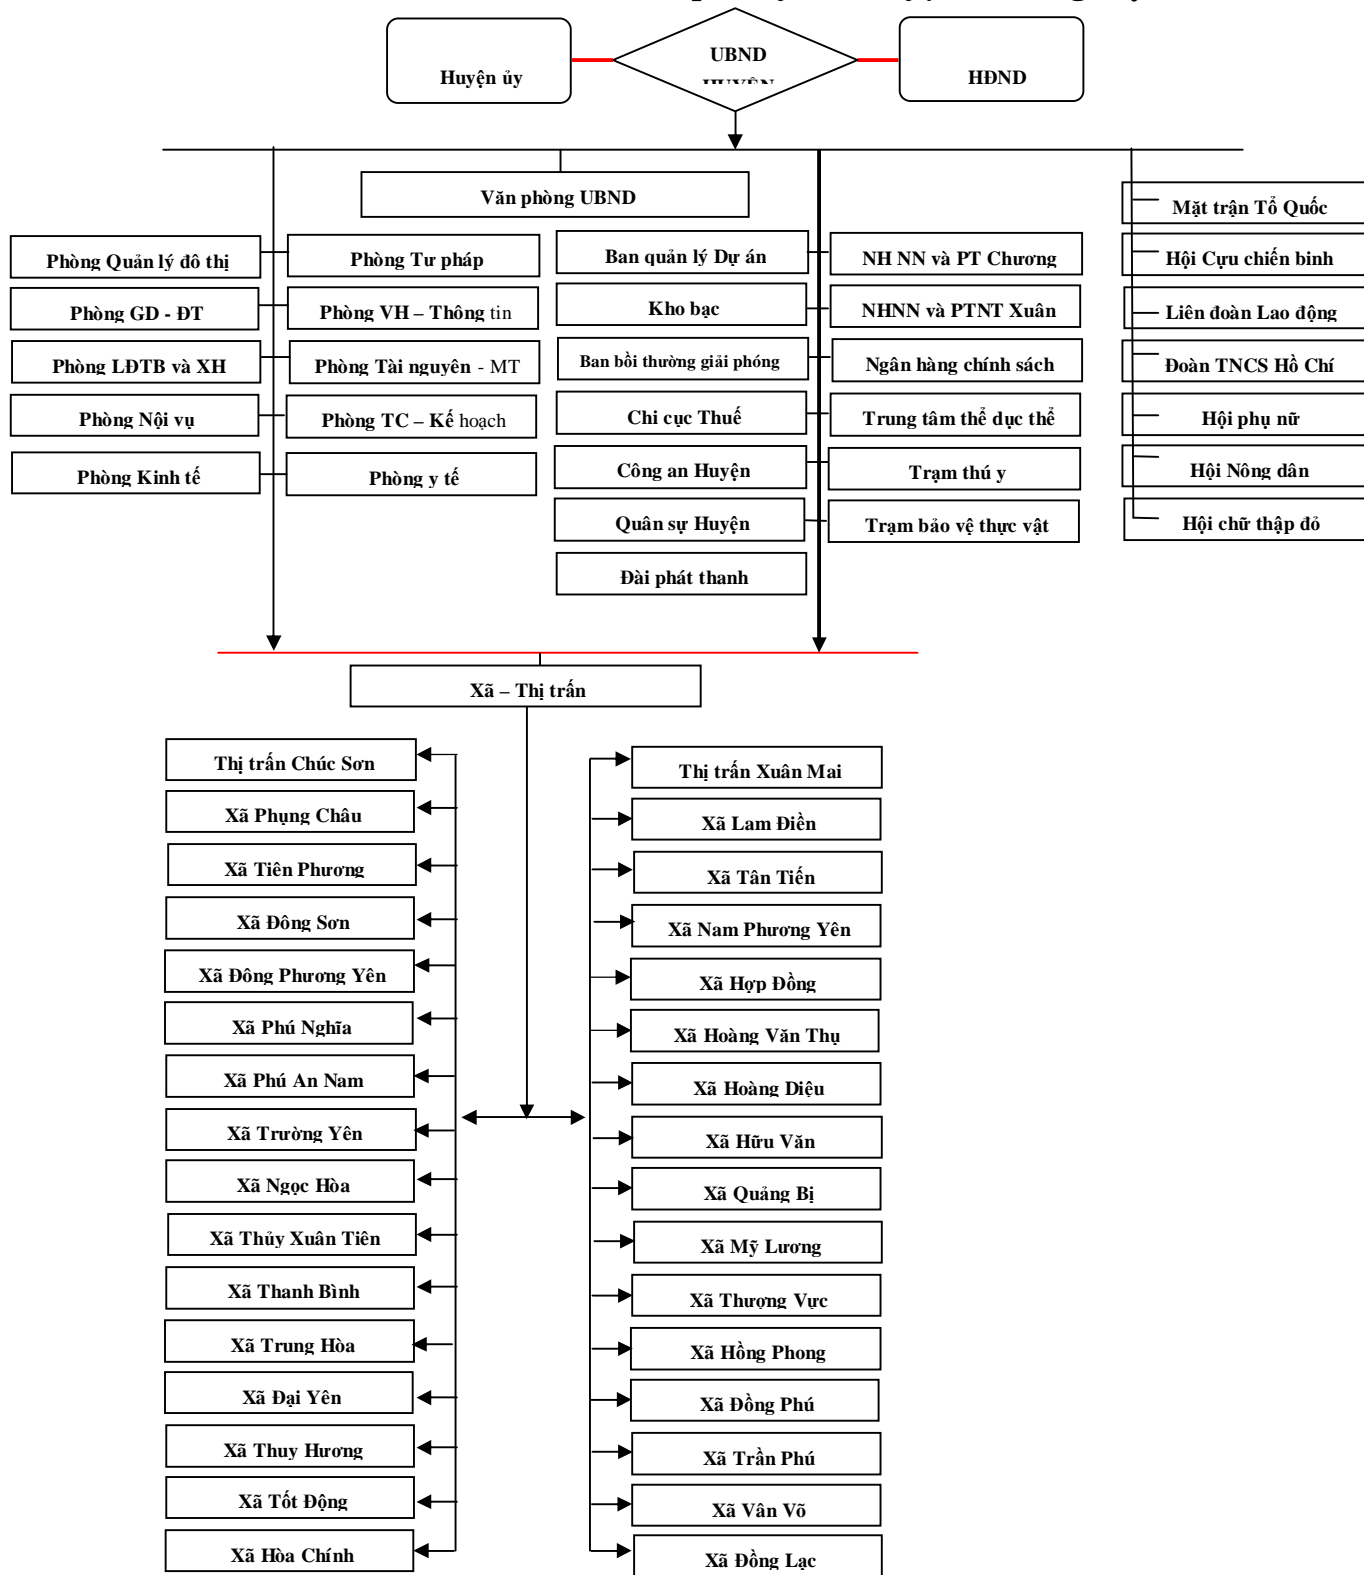 UBND
HUYỆN
Huyện ủy
HĐND
Văn phòng UBND
Mặt trận Tổ Quốc
Phòng Quản lý đô thị
Phòng Tư pháp
Ban quản lý Dự án
NH NN và PT Chương
Hội Cựu chiến binh
Phòng GD - ĐT
Phòng VH – Thông tin
Kho bạc
NHNN và PTNT Xuân
Liên đoàn Lao động
Phòng LĐTB và XH
Phòng Tài nguyên - MT
Ban bồi thường giải phóng
Ngân hàng chính sách
Đoàn TNCS Hồ Chí
Phòng Nội vụ
Phòng TC – Kế hoạch
Chi cục Thuế
Trung tâm thể dục thể
Hội phụ nữ
Phòng Kinh tế
Phòng y tế
Công an Huyện
Trạm thú y
Hội Nông dân
Quân sự Huyện
Trạm bảo vệ thực vật
Hội chữ thập đỏ
Đài phát thanh
Xã – Thị trấn
Thị trấn Chúc Sơn
Thị trấn Xuân Mai
Xã Phụng Châu
Xã Lam Điền
Xã Tiên Phương
Xã Tân Tiến
Xã Đông Sơn
Xã Nam Phương Yên
Xã Đông Phương Yên
Xã Hợp Đồng
Xã Phú Nghĩa
Xã Hoàng Văn Thụ
Xã Phú An Nam
Xã Hoàng Diệu
Xã Trường Yên
Xã Hữu Văn
Xã Ngọc Hòa
Xã Quảng Bị
Xã Thủy Xuân Tiên
Xã Mỹ Lương
Xã Thanh Bình
Xã Thượng Vực
Xã Trung Hòa
Xã Hồng Phong
Xã Đại Yên
Xã Đồng Phú
Xã Thuy Hương
Xã Trần Phú
Xã Tốt Động
Xã Vân Võ
Xã Hòa Chính
Xã Đồng Lạc